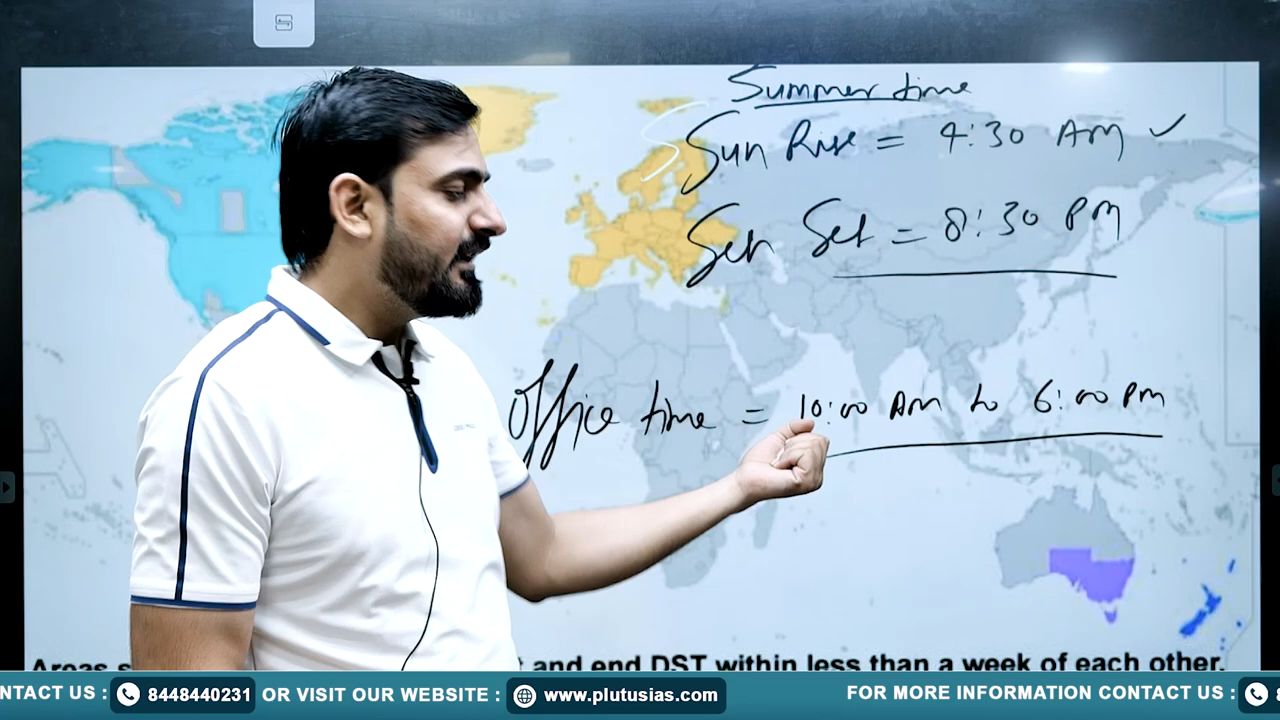 Summer time
Sun Rise = 4:30 AM ✓
Sun Set = 8:30 PM
Office time = 10:00 AM to 6:00 PM
Areas s
t and end DST within less than a week of each other.
NTACT US : 8448440231 OR VISIT OUR WEBSITE : www.plutusias.com FOR MORE INFORMATION CONTACT US : 8